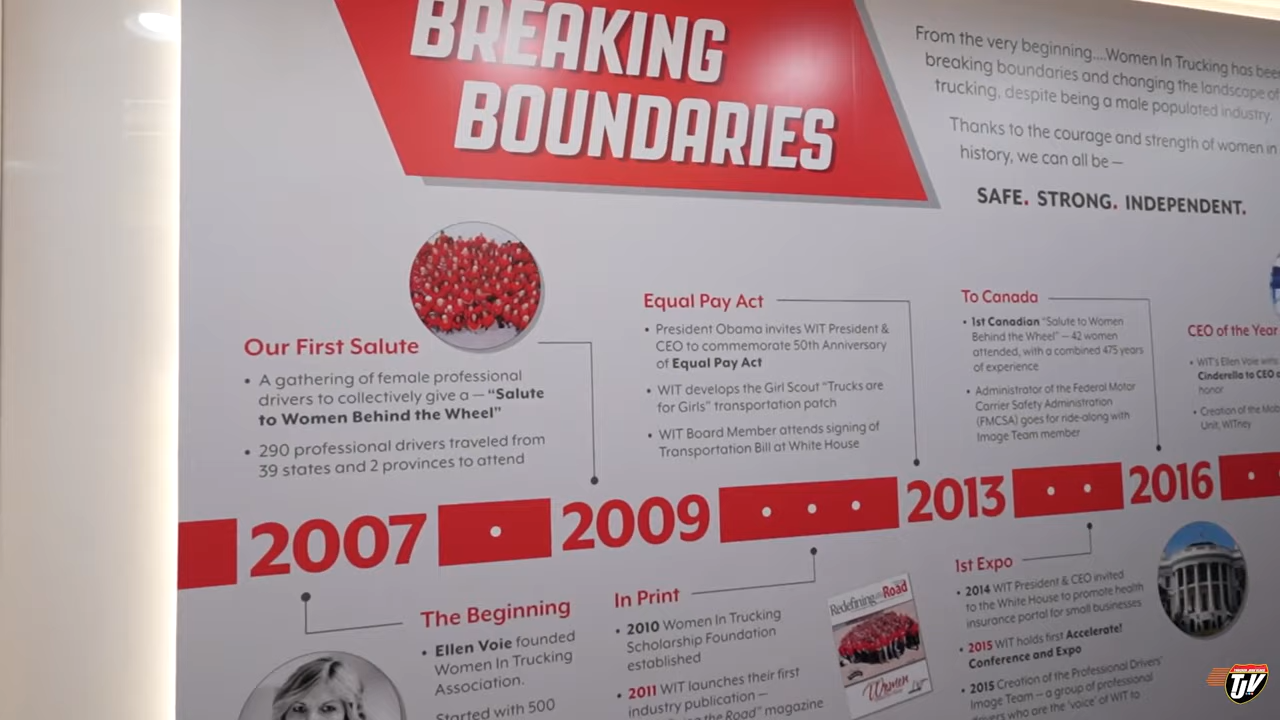 BREAKING
BOUNDARIES
From the very beginning....Women In Trucking has been
breaking boundaries and changing the landscape of
trucking, despite being a male populated industry.
Thanks to the courage and strength of women in
history, we can all be —
SAFE. STRONG. INDEPENDENT.
Our First Salute
• A gathering of female professional
drivers to collectively give a — “Salute
to Women Behind the Wheel”
• 290 professional drivers traveled from
39 states and 2 provinces to attend
Equal Pay Act
• President Obama invites WIT President &
CEO to commemorate 50th Anniversary
of Equal Pay Act
• WIT develops the Girl Scout “Trucks are
for Girls” transportation patch
• WIT Board Member attends signing of
Transportation Bill at White House
To Canada
• 1st Canadian “Salute to Women
Behind the Wheel” — 42 women
attended, with a combined 475 years
of experience
• Administrator of the Federal Motor
Carrier Safety Administration
(FMCSA) goes for ride-along with
Image Team member
CEO of the Year
• WIT's Ellen Voie wins
Cinderella to CEO
honor
• Creation of the
Unit, WITney
2007 2009 2013 2016
The Beginning
• Ellen Voie founded
Women In Trucking
Association.
Started with 500
In Print
• 2010 Women In Trucking
Scholarship Foundation
established
• 2011 WIT launches their first
industry publication —
the Road” magazine
Redefining the Road
Women
1st Expo
• 2014 WIT President & CEO invited
to the White House to promote health
insurance portal for small businesses
• 2015 WIT holds first Accelerate!
Conference and Expo
• 2015 Creation of the Professional Drivers'
Image Team — a group of professional
drivers who are the 'voice' of WIT to
TJV